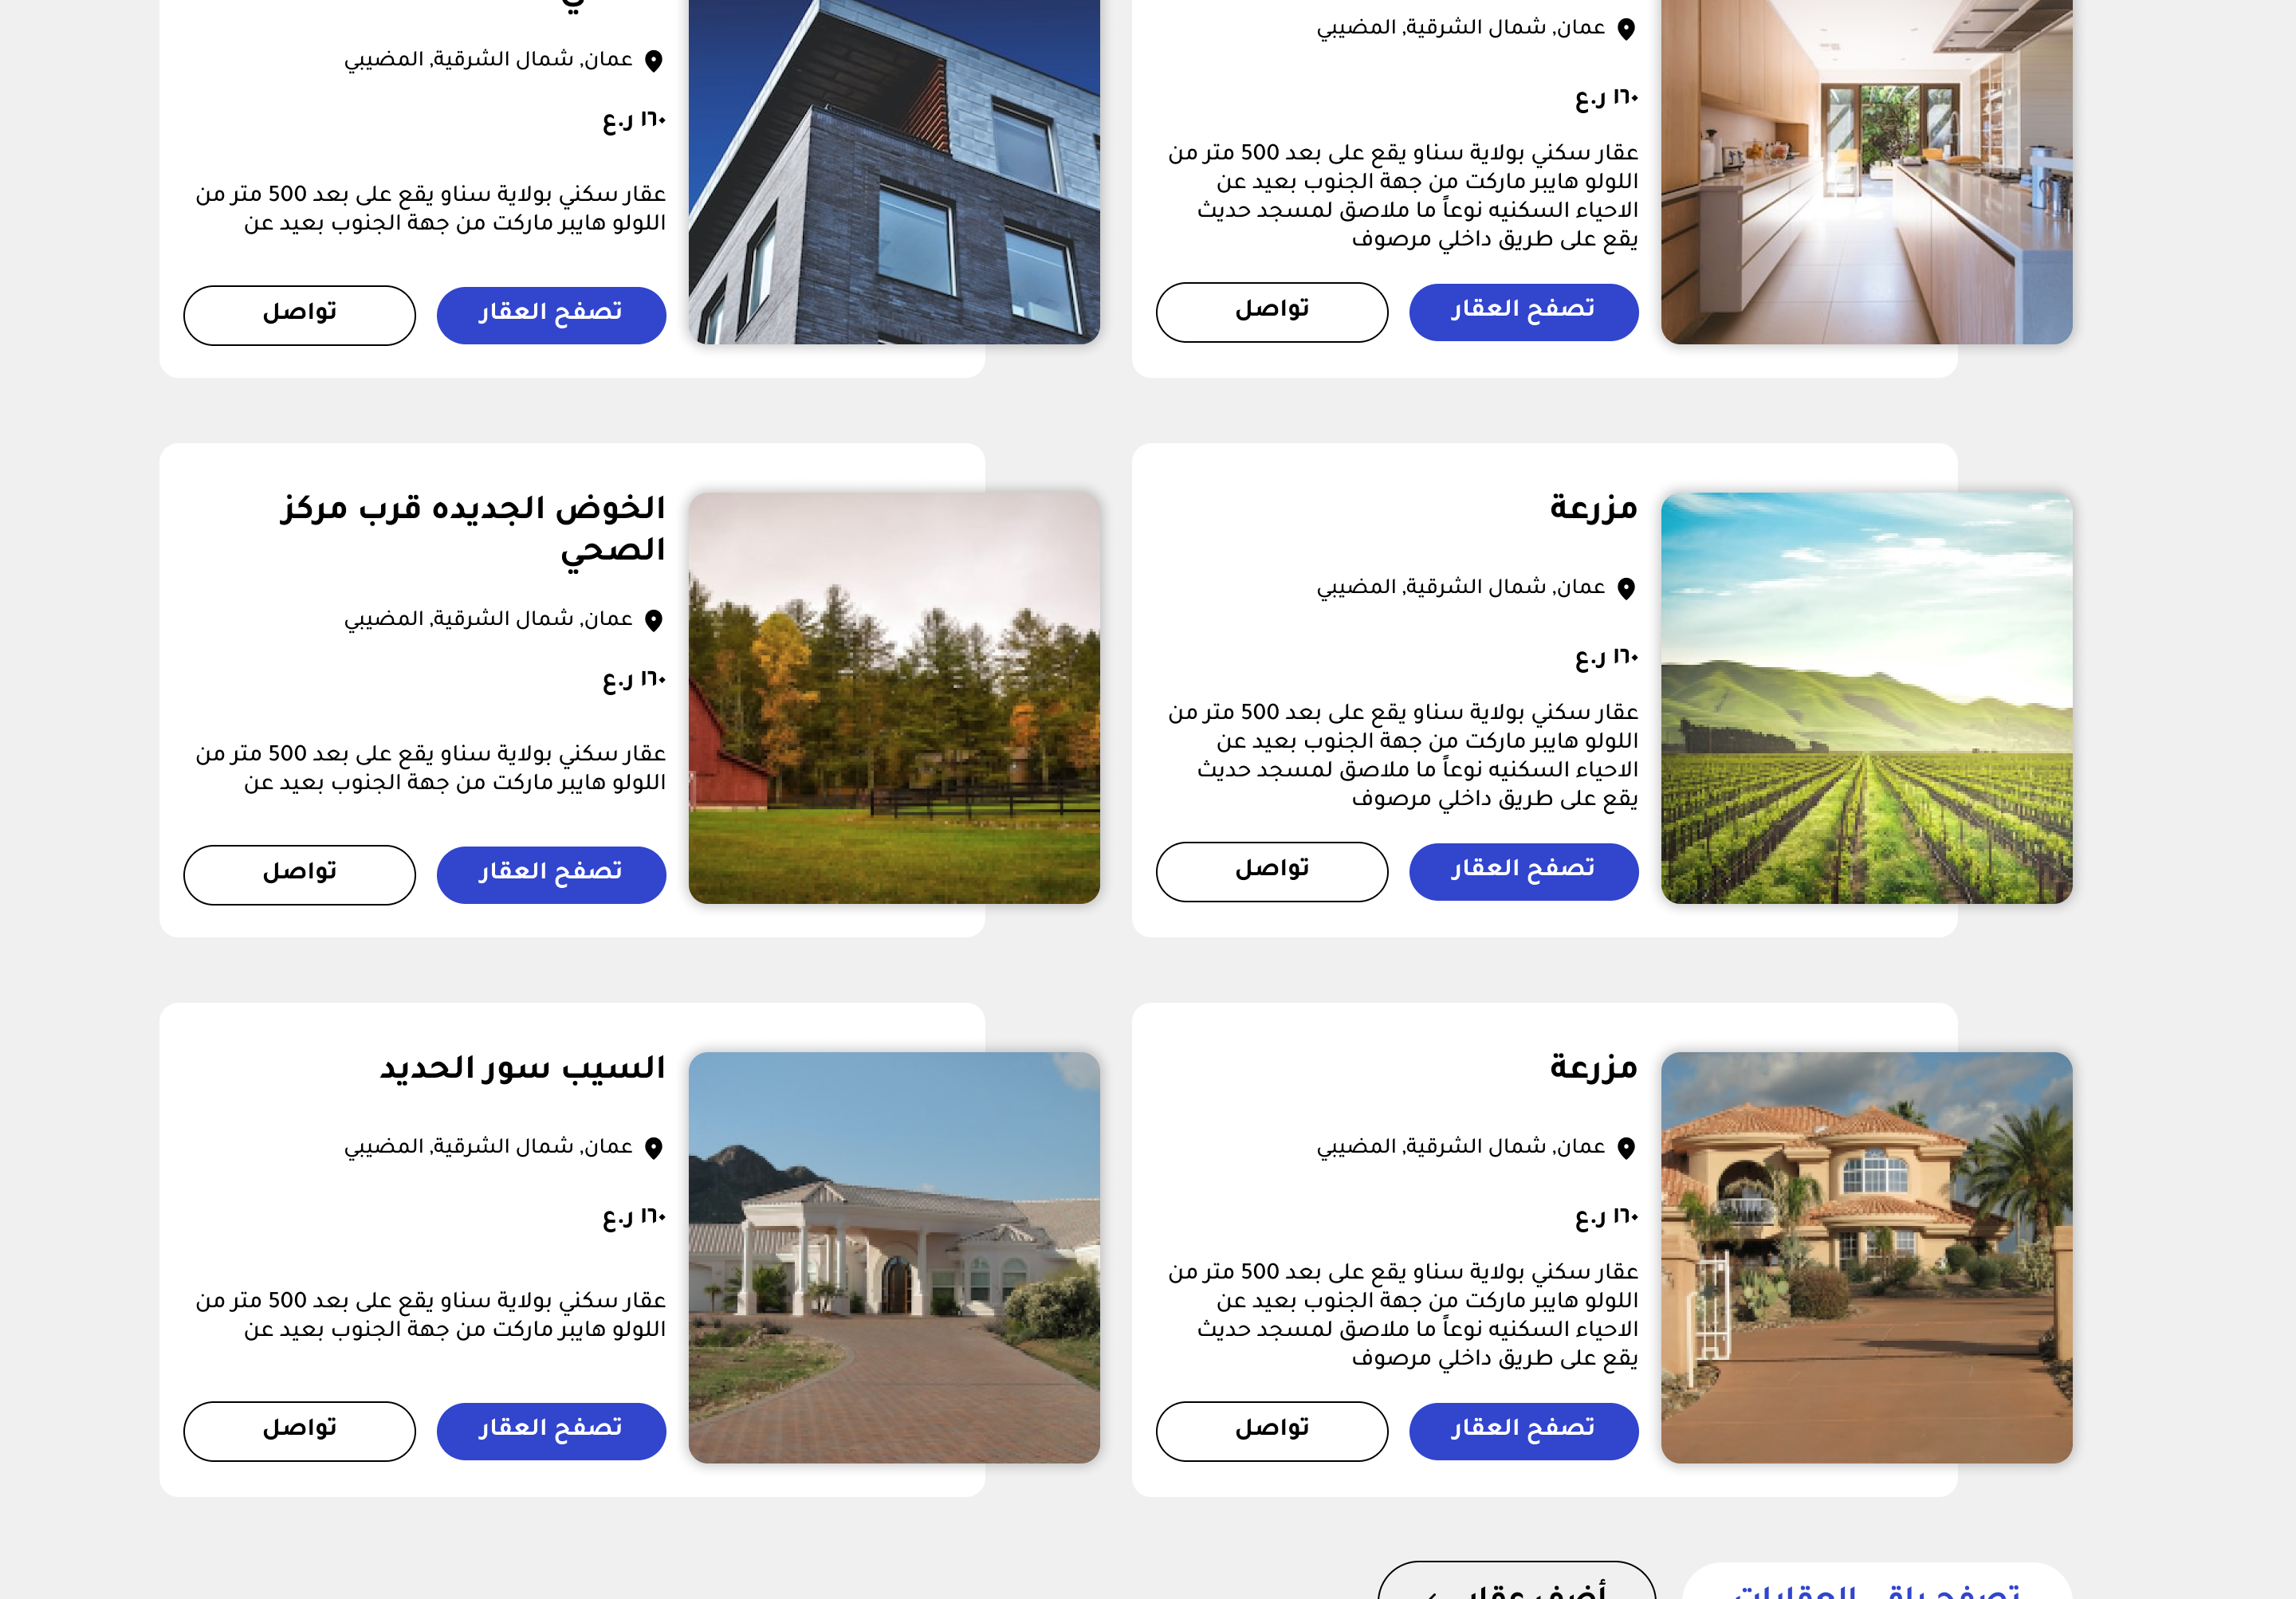 عمان, شمال الشرقية, المضيبي
١٦٠ ر.ع
عقار سكني بولاية سناو يقع على بعد 500 متر من
اللولو هايبر ماركت من جهة الجنوب بعيد عن
الاحياء السكنيه نوعاً ما ملاصق لمسجد حديث
يقع على طريق داخلي مرصوف
تصفح العقار
تواصل
عمان, شمال الشرقية, المضيبي
١٦٠ ر.ع
عقار سكني بولاية سناو يقع على بعد 500 متر من
اللولو هايبر ماركت من جهة الجنوب بعيد عن
تصفح العقار
تواصل
مزرعة
عمان, شمال الشرقية, المضيبي
١٦٠ ر.ع
عقار سكني بولاية سناو يقع على بعد 500 متر من
اللولو هايبر ماركت من جهة الجنوب بعيد عن
الاحياء السكنيه نوعاً ما ملاصق لمسجد حديث
يقع على طريق داخلي مرصوف
تصفح العقار
تواصل
الخوض الجديده قرب مركز
الصحي
عمان, شمال الشرقية, المضيبي
١٦٠ ر.ع
عقار سكني بولاية سناو يقع على بعد 500 متر من
اللولو هايبر ماركت من جهة الجنوب بعيد عن
تصفح العقار
تواصل
مزرعة
عمان, شمال الشرقية, المضيبي
١٦٠ ر.ع
عقار سكني بولاية سناو يقع على بعد 500 متر من
اللولو هايبر ماركت من جهة الجنوب بعيد عن
الاحياء السكنيه نوعاً ما ملاصق لمسجد حديث
يقع على طريق داخلي مرصوف
تصفح العقار
تواصل
السيب سور الحديد
عمان, شمال الشرقية, المضيبي
١٦٠ ر.ع
عقار سكني بولاية سناو يقع على بعد 500 متر من
اللولو هايبر ماركت من جهة الجنوب بعيد عن
تصفح العقار
تواصل
تصفح باقي العقارات
أضف عقار